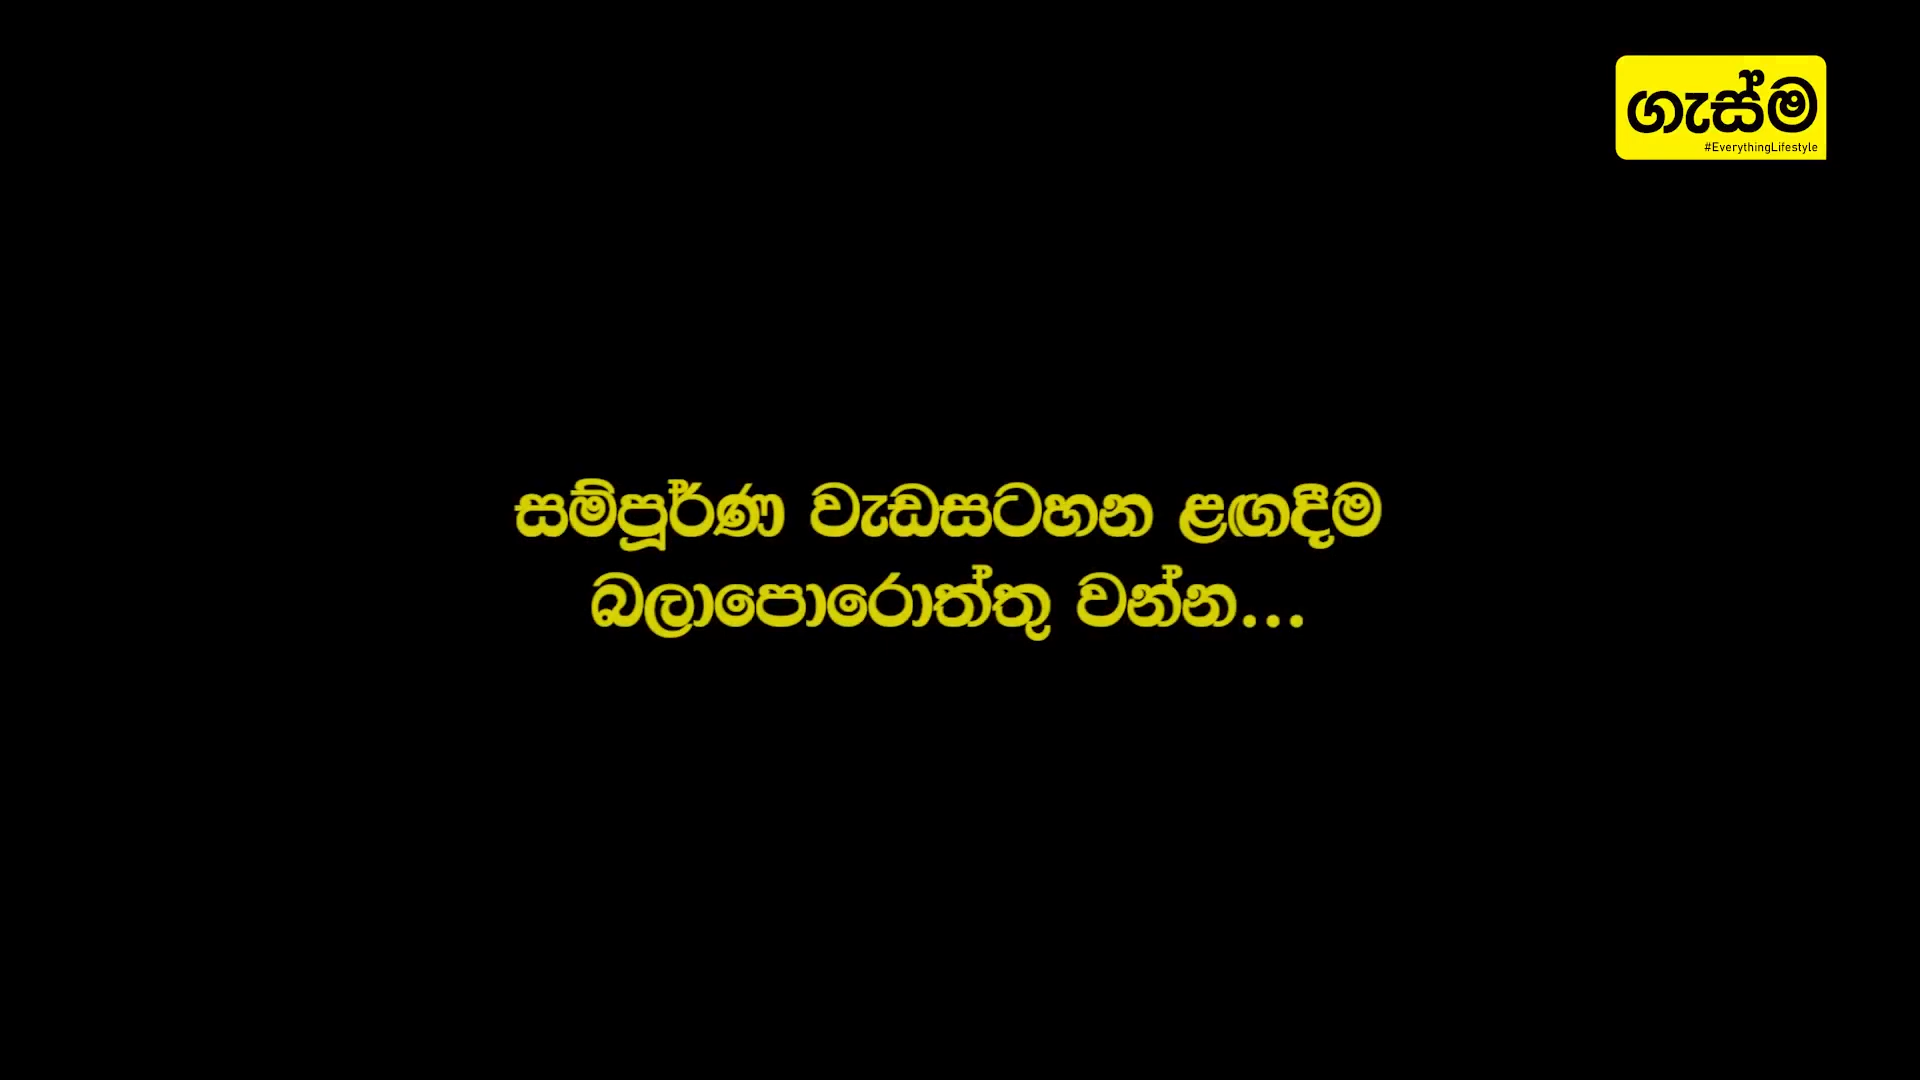 ගැස්ම
#EverythingLifestyle
සම්පූර්ණ වැඩසටහන ළඟදීම
බලාපොරොත්තු වන්න...